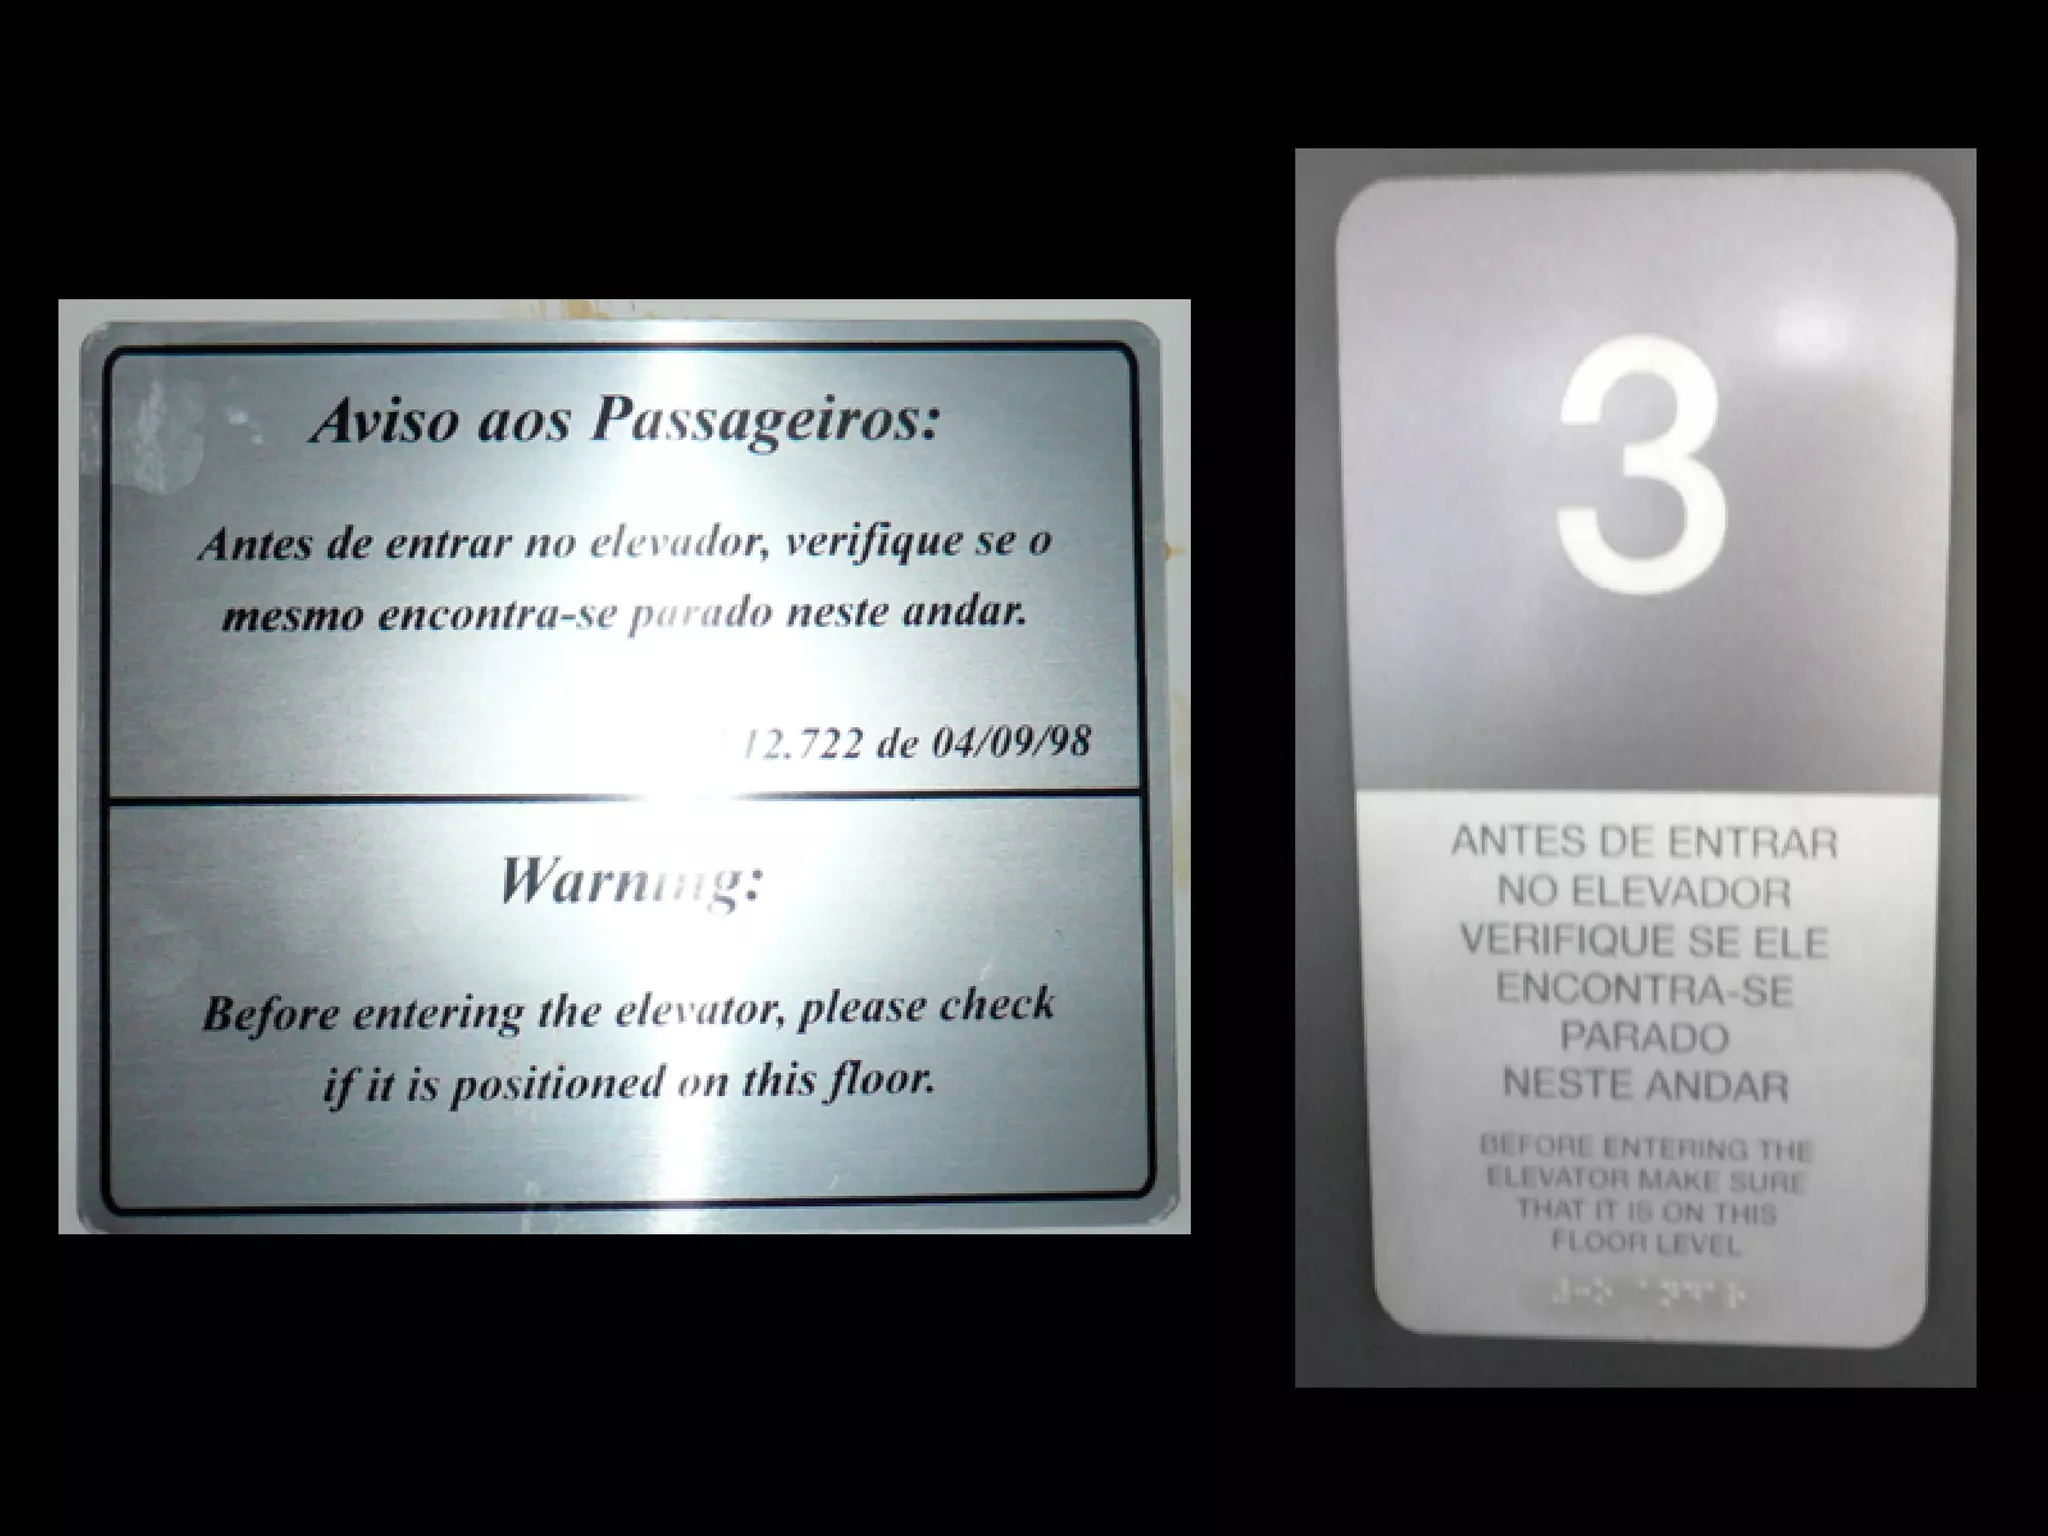 Aviso aos Passageiros:
Antes de entrar no elevador, verifique se o
mesmo encontra-se parado neste andar.
12.722 de 04/09/98
Warning:
Before entering the elevator, please check
if it is positioned on this floor.
3
ANTES DE ENTRAR
NO ELEVADOR
VERIFIQUE SE ELE
ENCONTRA-SE
PARADO
NESTE ANDAR
BEFORE ENTERING THE
ELEVATOR MAKE SURE
THAT IT IS ON THIS
FLOOR LEVEL